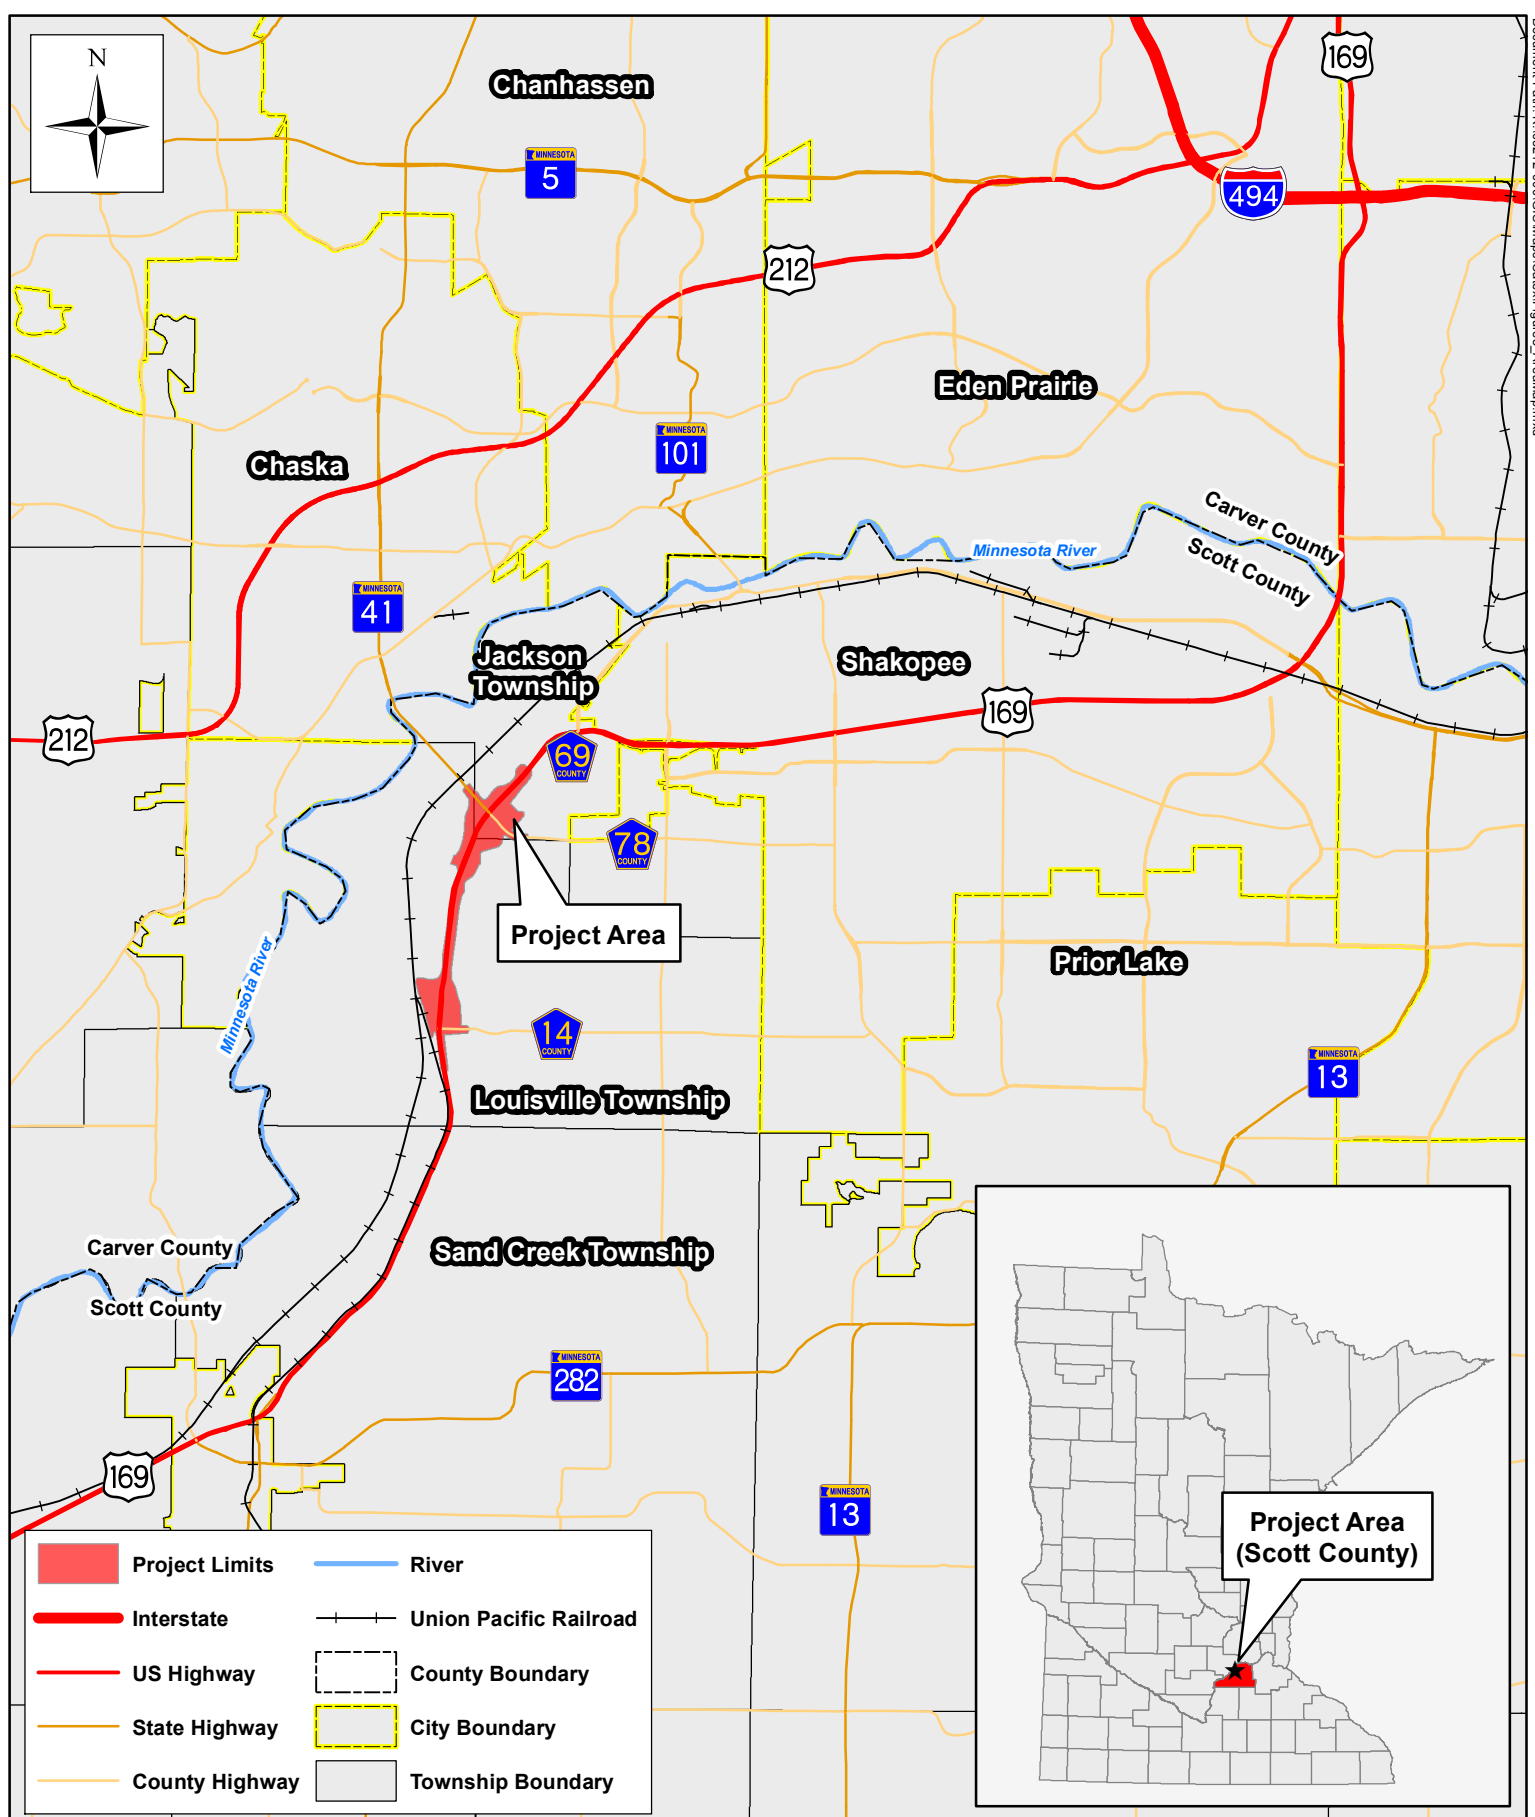 N
Chanhassen
169
MINNESOTA
5
494
212
Eden Prairie
MINNESOTA
101
Chaska
Carver County
Minnesota River
Scott County
MINNESOTA
41
Jackson
Township
Shakopee
169
212
69
COUNTY
78
COUNTY
Project Area
Prior Lake
Minnesota River
14
COUNTY
MINNESOTA
13
Louisville Township
Carver County
Sand Creek Township
Scott County
MINNESOTA
282
169
MINNESOTA
13
Project Area
(Scott County)
Project Limits
River
Interstate
Union Pacific Railroad
US Highway
County Boundary
State Highway
City Boundary
County Highway
Township Boundary